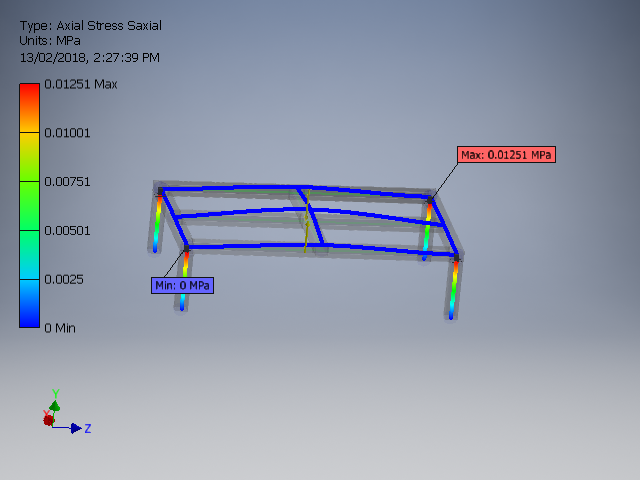 Type: Axial Stress Saxial
Units: MPa
13/02/2018, 2:27:39 PM
0.01251 Max
0.01001
0.00751
0.00501
0.0025
0 Min
Max: 0.01251 MPa
Min: 0 MPa
Y
X
Z